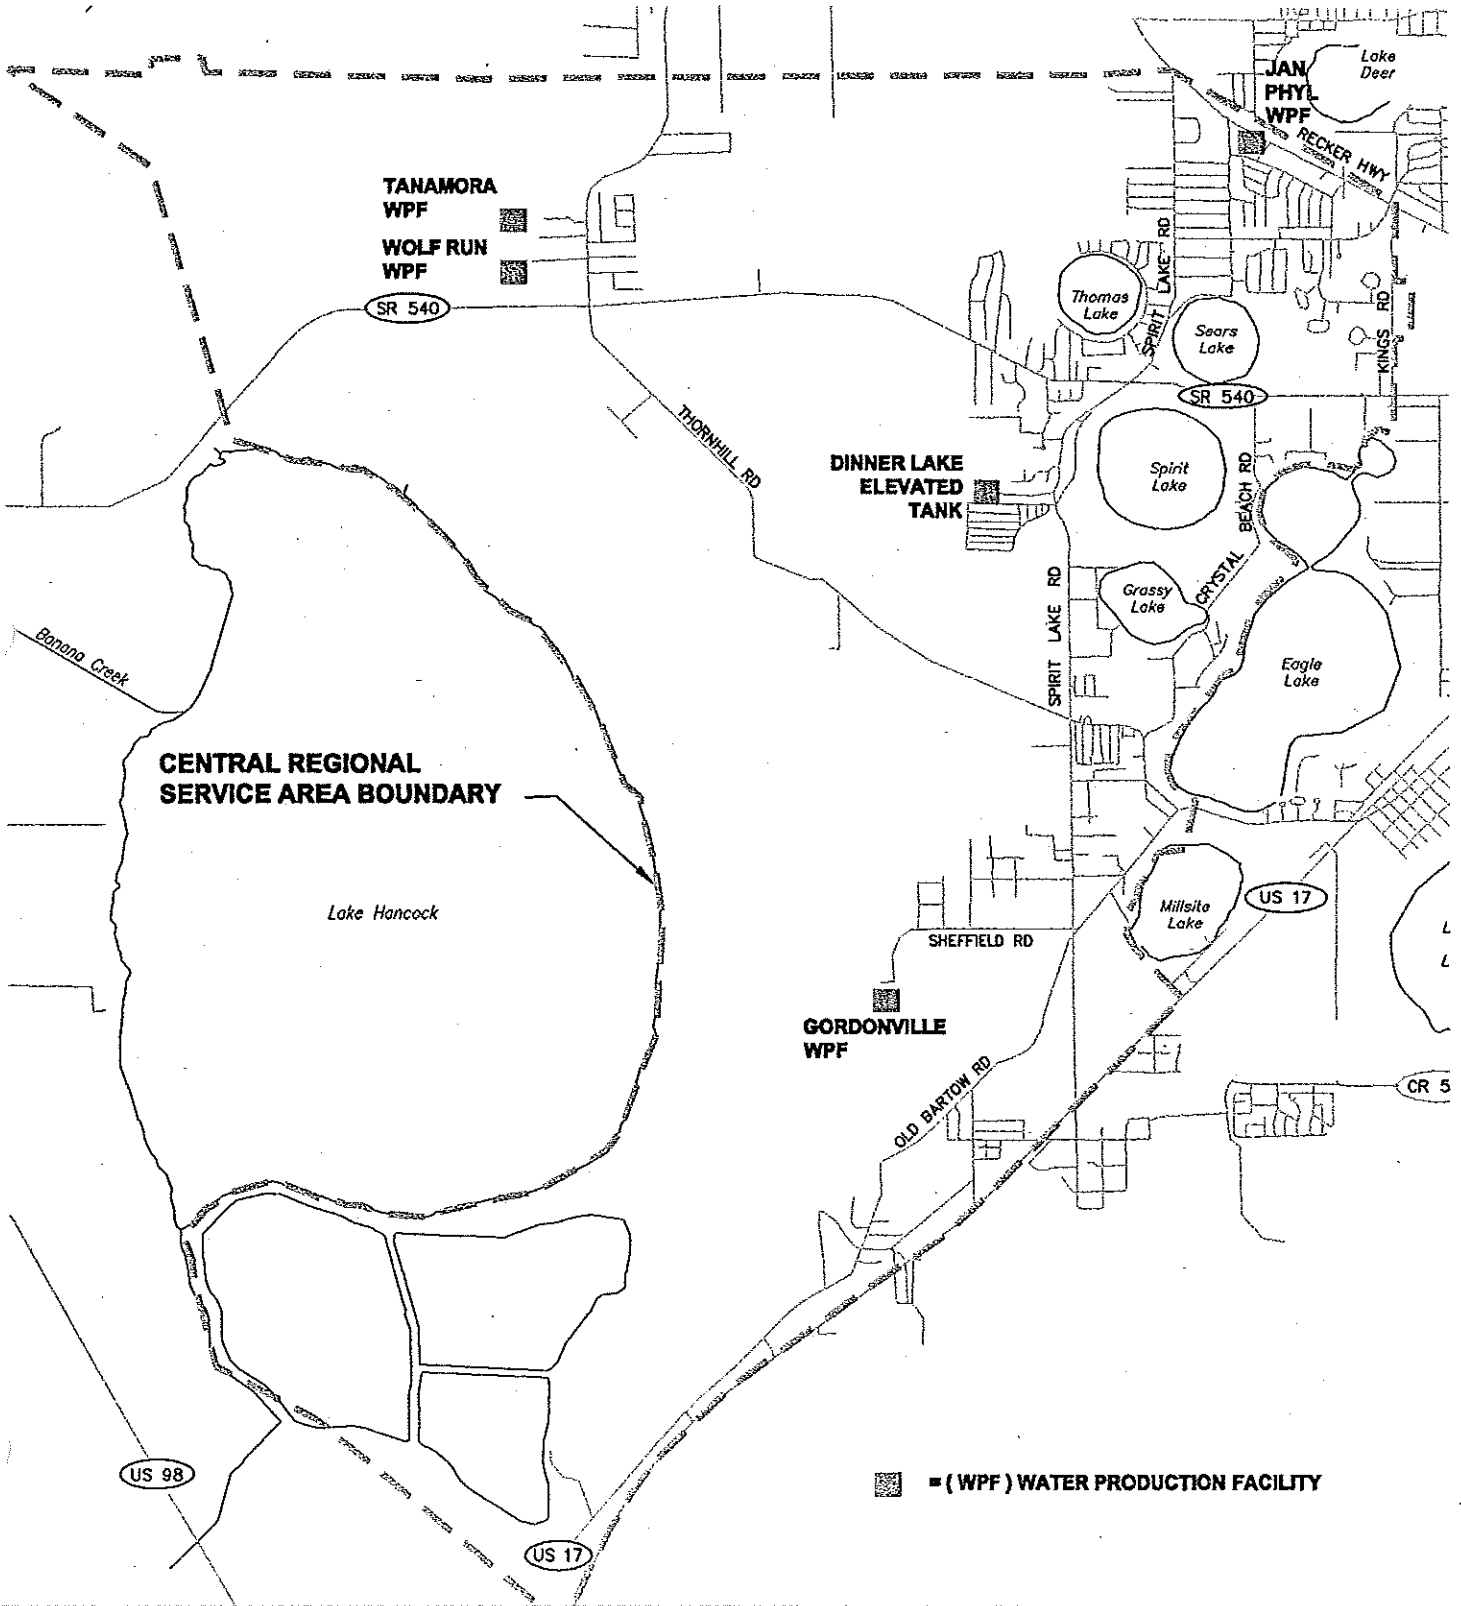 Lake
Deer
JAN
PHYL
WPF
RECKER HWY
TANAMORA
WPF
WOLF RUN
WPF
SR 540
SPIRIT LAKE RD
Thomas
Lake
Sears
Lake
KINGS RD
SR 540
THORNHILL RD
DINNER LAKE
ELEVATED
TANK
Spirit
Lake
CRYSTAL BEACH RD
Grassy
Lake
SPIRIT LAKE RD
Banana Creek
Eagle
Lake
CENTRAL REGIONAL
SERVICE AREA BOUNDARY
Lake Hancock
Millsite
Lake
US 17
L
L
SHEFFIELD RD
GORDONVILLE
WPF
OLD BARTOW RD
CR 5
US 98
= ( WPF ) WATER PRODUCTION FACILITY
US 17